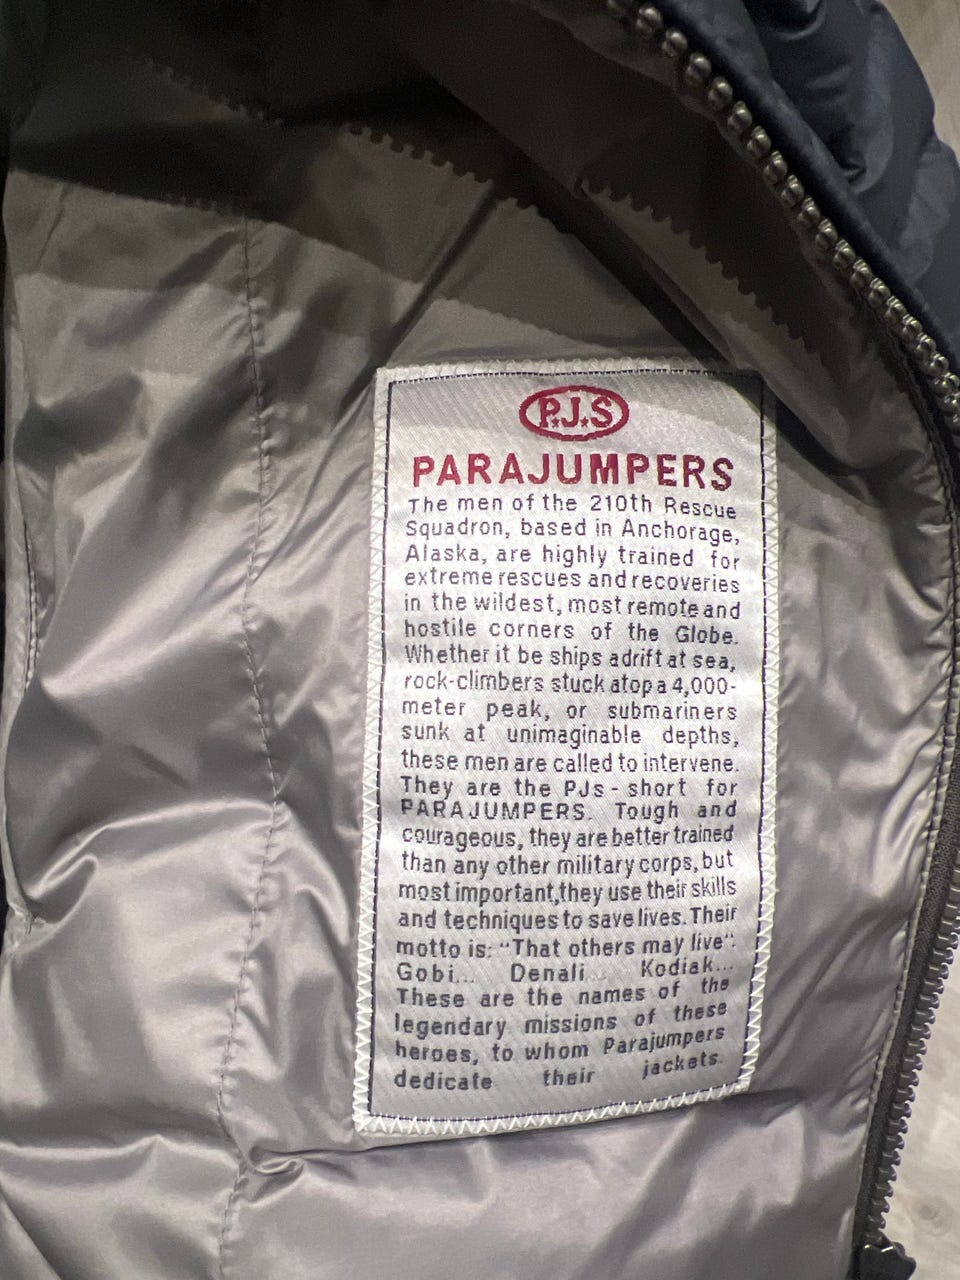 P.J.S
PARAJUMPERS
The men of the 210th Rescue
Squadron, based in Anchorage,
Alaska, are highly trained for
extreme rescues and recoveries
in the wildest, most remote and
hostile corners of the Globe.
Whether it be ships adrift at sea,
rock-climbers stuck atop a 4,000-
meter peak, or submariners
sunk at unimaginable depths,
these men are called to intervene.
They are the PJs - short for
PARAJUMPERS. Tough and
courageous, they are better trained
than any other military corps, but
most important,they use their skills
and techniques to save lives. Their
motto is: "That others may live".
Gobi... Denali... Kodiak...
These are the names of the
legendary missions of these
heroes, to whom Parajumpers
dedicate their jackets.